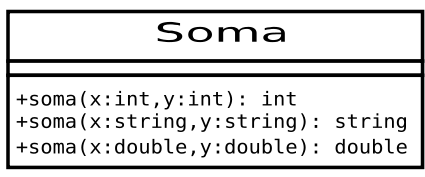 Soma
+soma(x:int,y:int): int
+soma(x:string,y:string): string
+soma(x:double,y:double): double